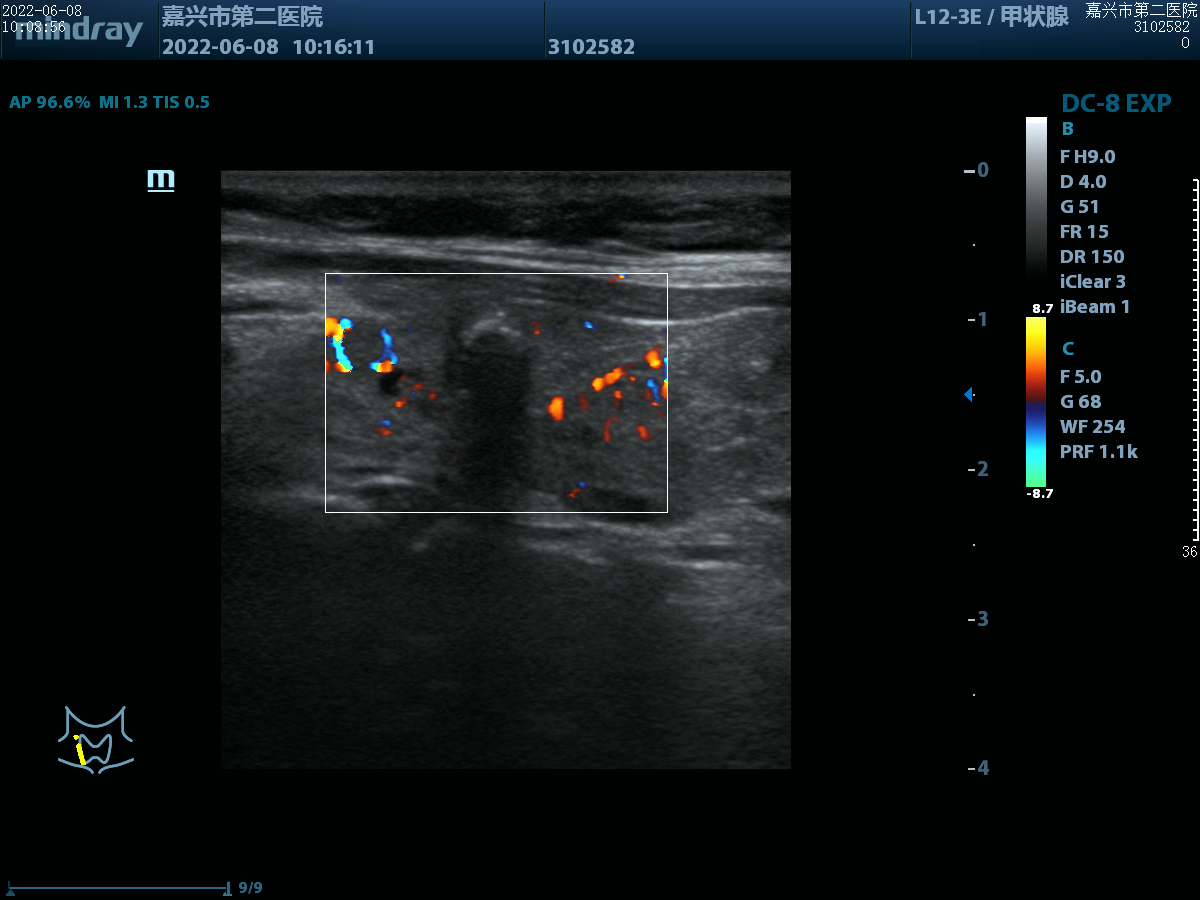 2022-06-08
10:08:56
mindray
嘉兴市第二医院
2022-06-08 10:16:11
3102582
L12-3E / 甲状腺
嘉兴市第二医院
3102582
0
AP 96.6% MI 1.3 TIS 0.5
DC-8 EXP
B
F H9.0
D 4.0
G 51
FR 15
DR 150
iClear 3
iBeam 1
C
F 5.0
G 68
WF 254
PRF 1.1k
8.7
-8.7
m
0
-1
-2
-3
-4
36
9/9